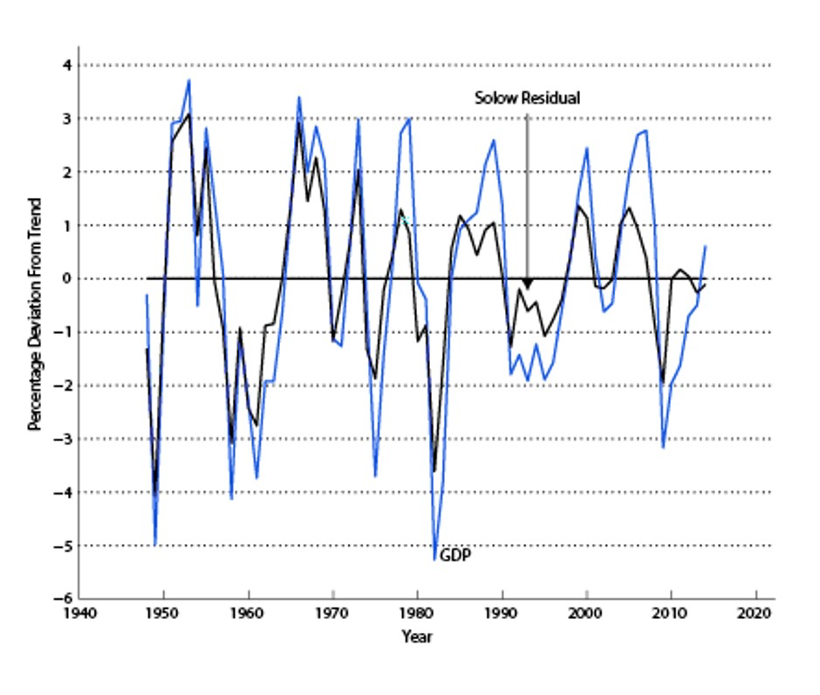 4
Solow Residual
3
2
1
0
−1
−2
−3
−4
−5
GDP
−6
Percentage Deviation From Trend
1940 1950 1960 1970 1980 1990 2000 2010 2020
Year